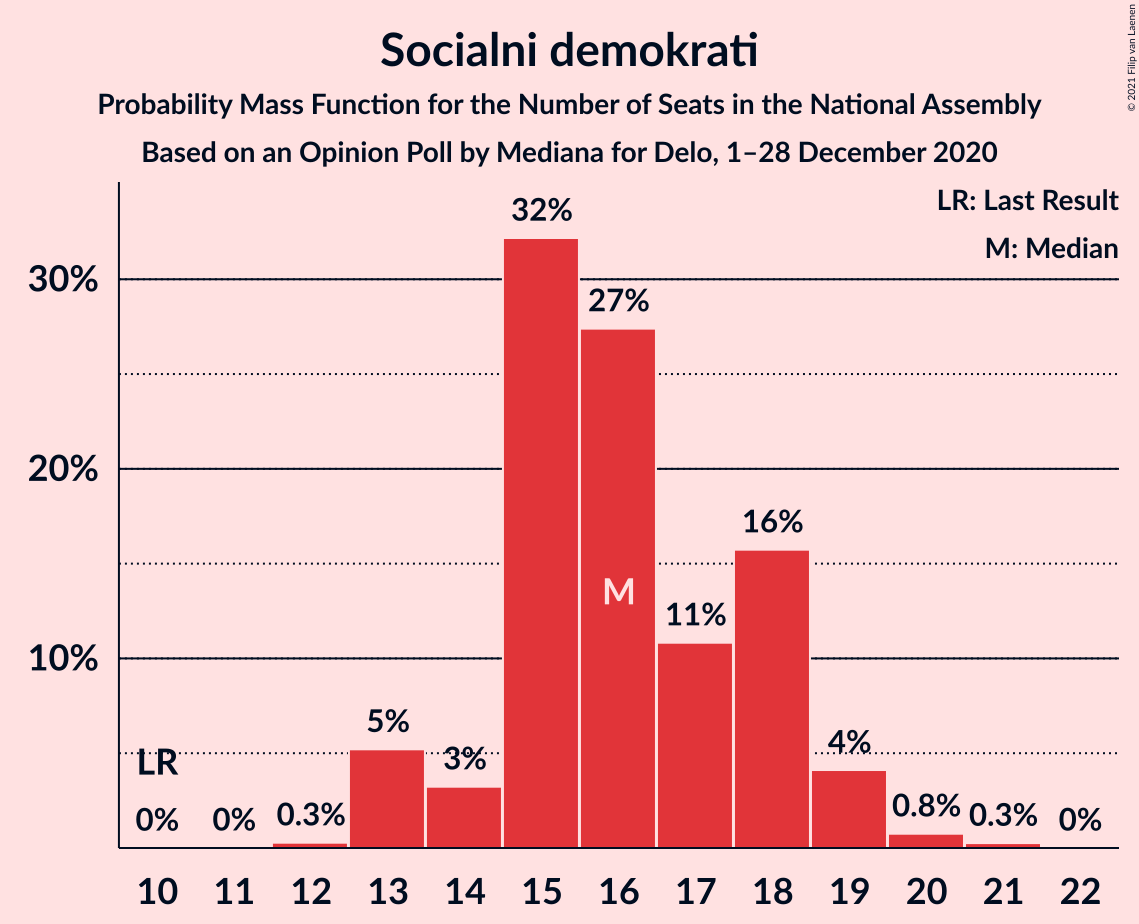 Socialni demokrati
Probability Mass Function for the Number of Seats in the National Assembly
Based on an Opinion Poll by Mediana for Delo, 1–28 December 2020
© 2021 Filip van Laenen
LR: Last Result
M: Median
32%
30%
27%
20%
16%
M
11%
10%
5%
3%
4%
LR
0%
0%
0.3%
0.8%
0.3%
0%
10 11 12 13 14 15 16 17 18 19 20 21 22